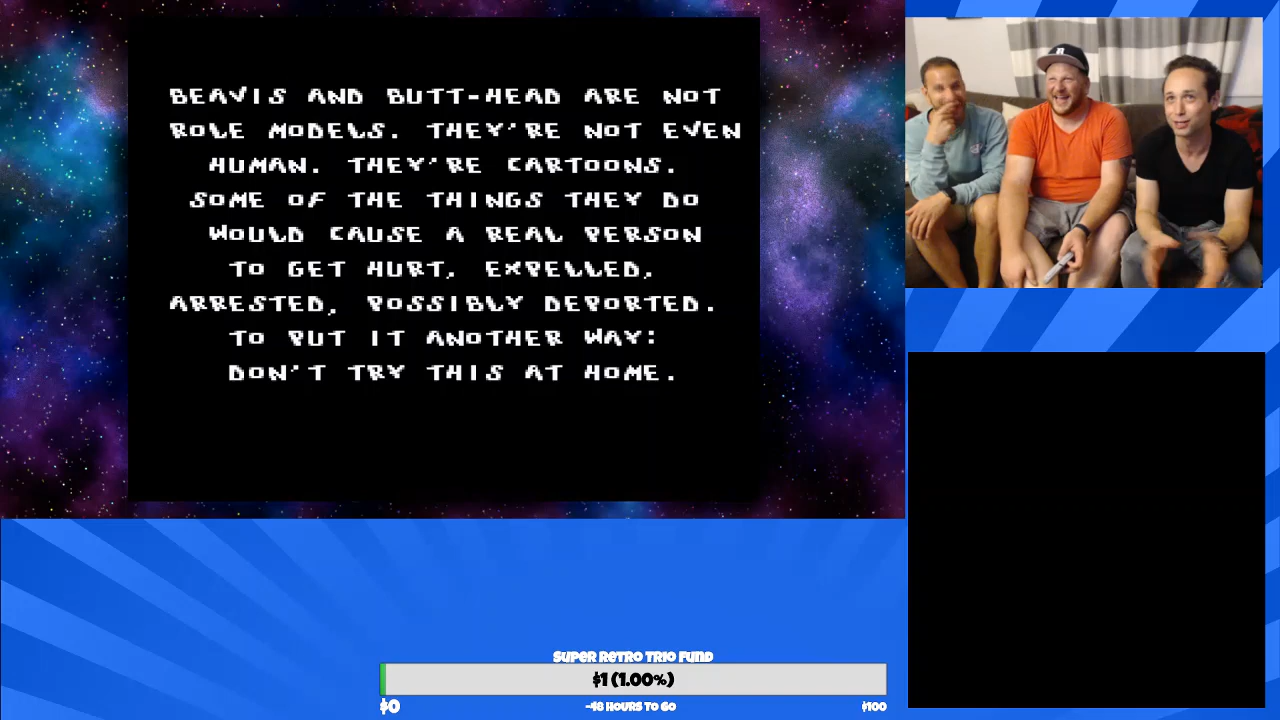 BEAVIS AND BUTT-HEAD ARE NOT
ROLE MODELS. THEY'RE NOT EVEN
HUMAN. THEY'RE CARTOONS.
SOME OF THE THINGS THEY DO
WOULD CAUSE A REAL PERSON
TO GET HURT, EXPELLED,
ARRESTED, POSSIBLY DEPORTED.
TO PUT IT ANOTHER WAY:
DON'T TRY THIS AT HOME.
SUPER RETRO TRIO FUND
$1 (1.00%)
$0 -18 HOURS TO GO $100